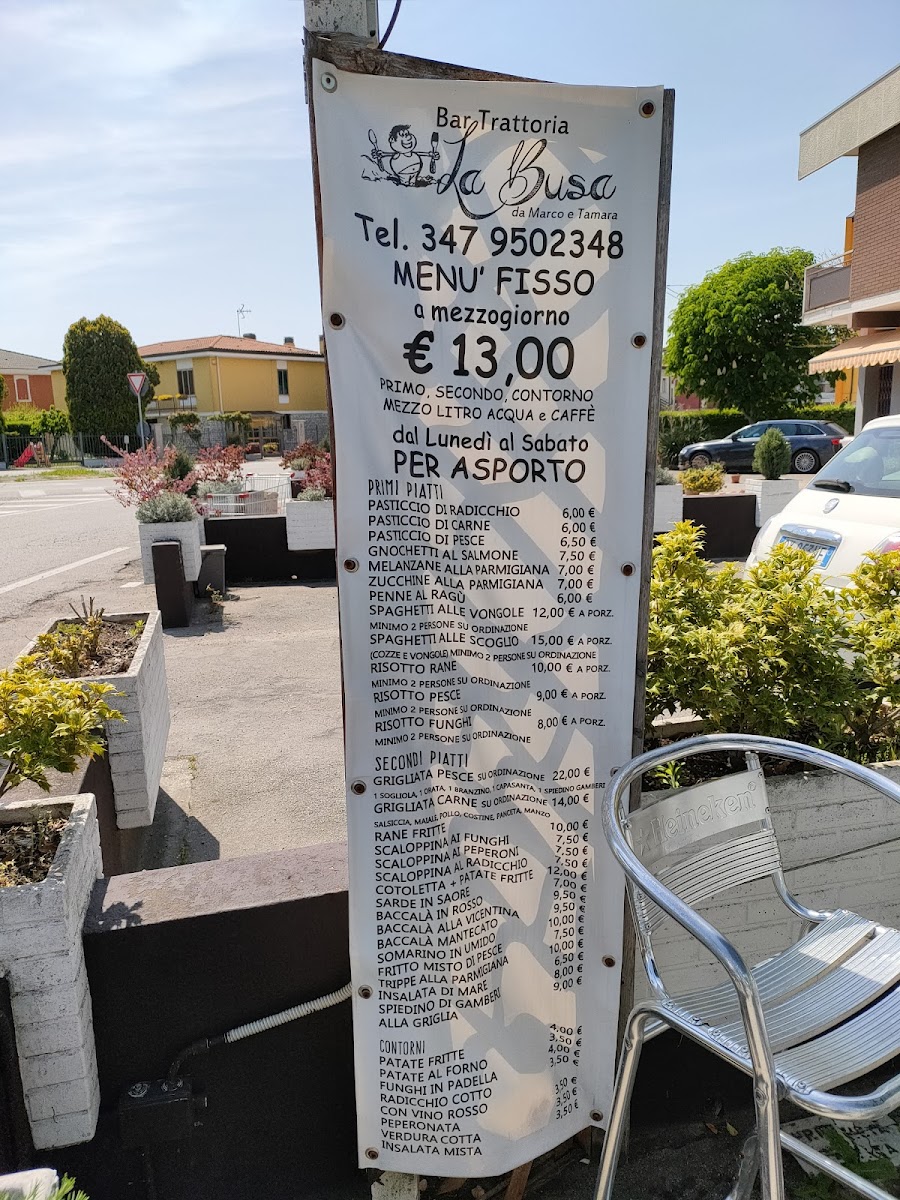 Bar Trattoria
La Busa
da Marco e Tamara
Tel. 347 9502348
MENU' FISSO
a mezzogiorno
€ 13,00
PRIMO, SECONDO, CONTORNO
MEZZO LITRO ACQUA e CAFFÈ
dal Lunedì al Sabato
PER ASPORTO
PRIMI PIATTI
PASTICCIO DI RADICCHIO 6,00 €
PASTICCIO DI CARNE 6,00 €
PASTICCIO DI PESCE 6,50 €
GNOCHETTI AL SALMONE 7,50 €
MELANZANE ALLA PARMIGIANA 7,00 €
ZUCCHINE ALLA PARMIGIANA 7,00 €
PENNE AL RAGÙ 6,00 €
SPAGHETTI ALLE VONGOLE 12,00 € A PORZ.
MINIMO 2 PERSONE SU ORDINAZIONE
SPAGHETTI ALLE SCOGLIO 15,00 € A PORZ.
(COZZE E VONGOLE) MINIMO 2 PERSONE SU ORDINAZIONE
RISOTTO RANE 10,00 € A PORZ.
MINIMO 2 PERSONE SU ORDINAZIONE
RISOTTO PESCE 9,00 € A PORZ.
MINIMO 2 PERSONE SU ORDINAZIONE
RISOTTO FUNGHI 8,00 € A PORZ.
MINIMO 2 PERSONE SU ORDINAZIONE
SECONDI PIATTI
GRIGLIATA PESCE SU ORDINAZIONE 22,00 €
1 SOGLIOLA, 1 ORATA, 1 BRANZINO, 1 CAPASANTA, 1 SPIEDINO GAMBERI
GRIGLIATA CARNE SU ORDINAZIONE 14,00 €
SALSICCIA, MAIALE, POLLO, COSTINE, PANCETA, MANZO
RANE FRITTE 10,00 €
SCALOPPINA AI FUNGHI 7,50 €
SCALOPPINA AI PEPERONI 7,50 €
SCALOPPINA AL RADICCHIO 7,50 €
COTOLETTA + PATATE FRITTE 12,00 €
SARDE IN SAORE 7,00 €
BACCALÀ IN ROSSO 9,50 €
BACCALÀ ALLA VICENTINA 9,50 €
BACCALÀ MANTECATO 10,00 €
SOMARINO IN UMIDO 7,50 €
FRITTO MISTO DI PESCE 10,00 €
TRIPPE ALLA PARMIGIANA 6,50 €
INSALATA DI MARE 8,00 €
SPIEDINO DI GAMBERI 9,00 €
ALLA GRIGLIA
CONTORNI
PATATE FRITTE 4,00 €
PATATE AL FORNO 3,50 €
FUNGHI IN PADELLA 4,00 €
RADICCHIO COTTO 3,50 €
CON VINO ROSSO
PEPERONATA 3,50 €
VERDURA COTTA 3,50 €
INSALATA MISTA 3,50 €
Heineken